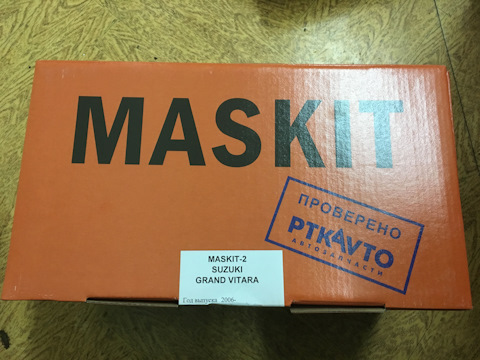 MASKIT
ПРОВЕРЕНО
РТКАVТО
АВТОЗАПЧАСТИ
MASKIT-2
SUZUKI
GRAND VITARA
Год выпуска 2006-